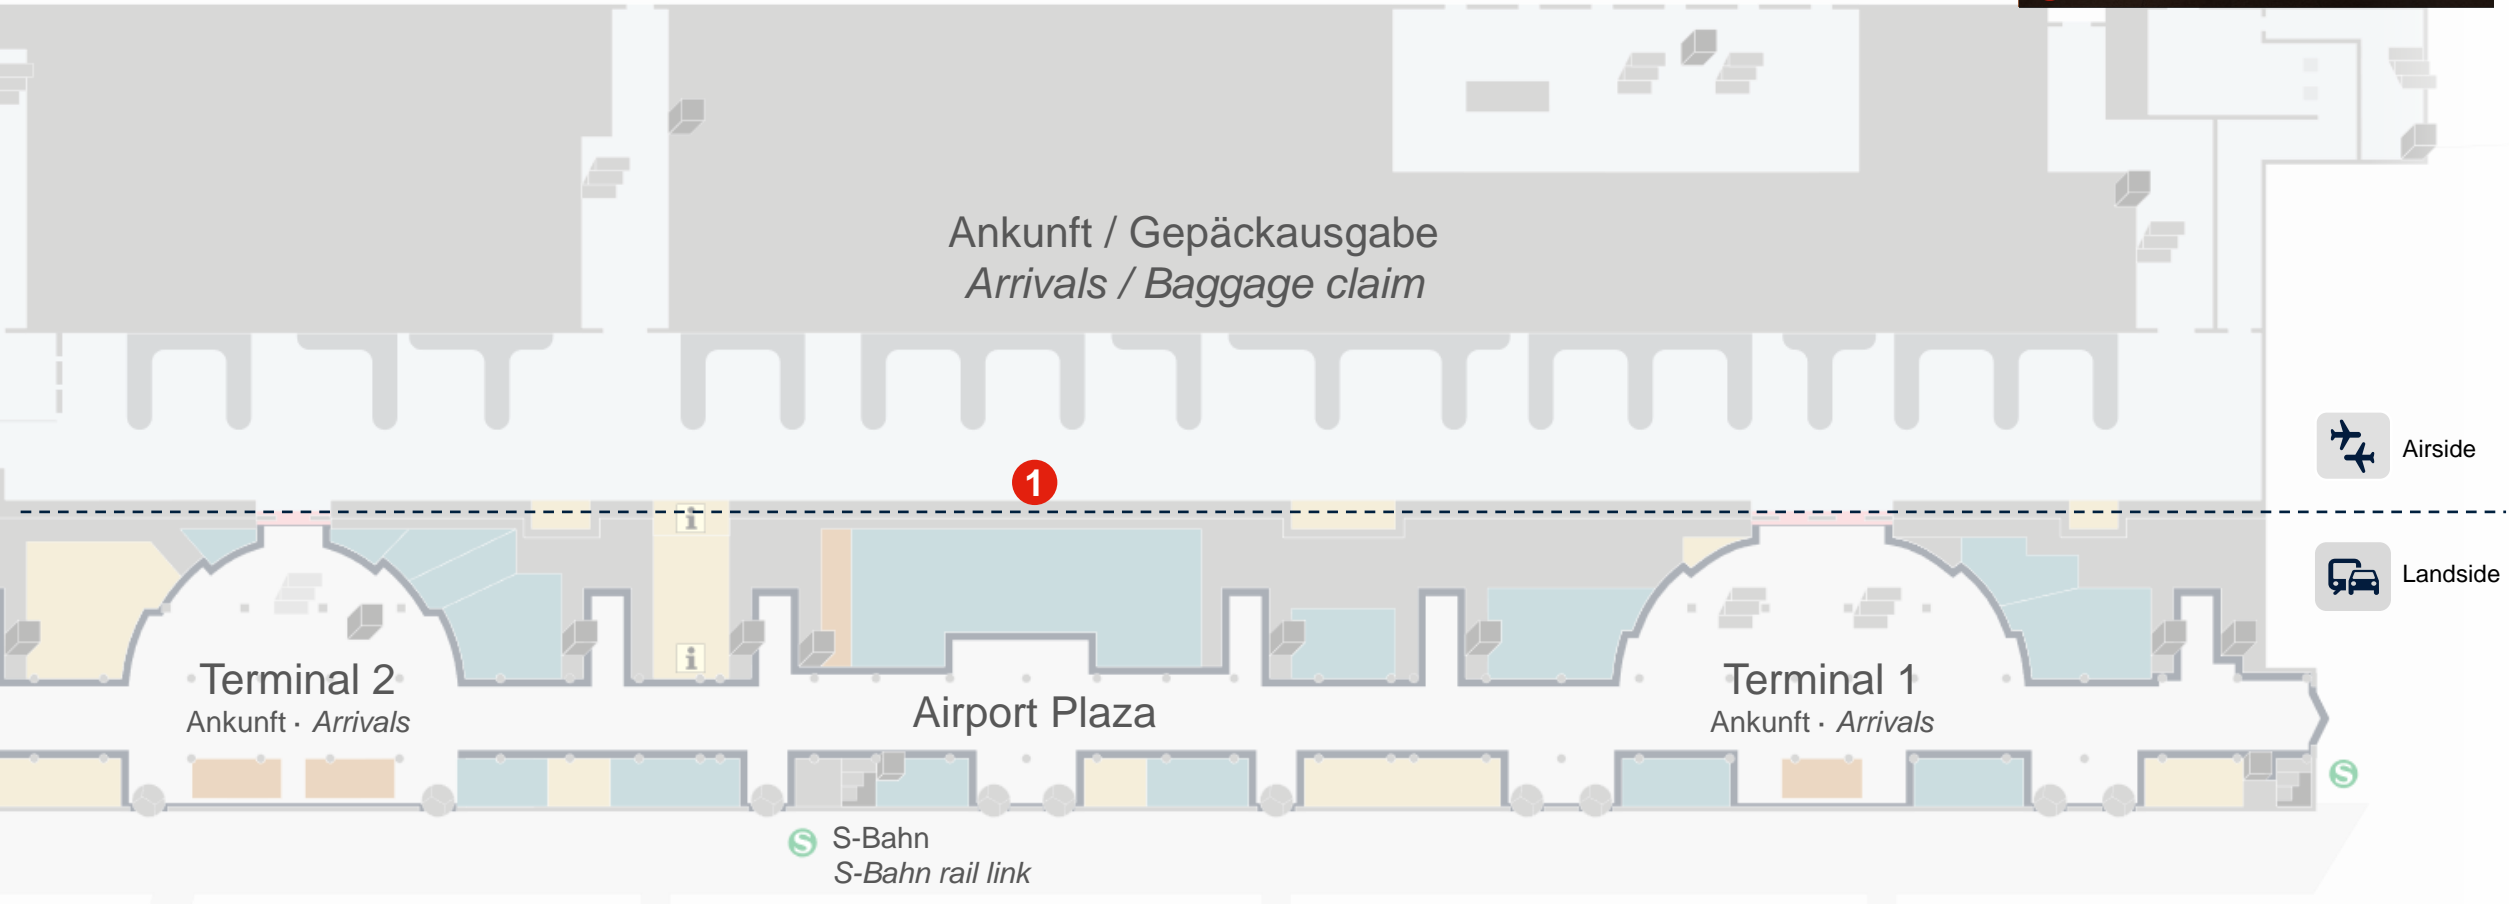 Ankunft / Gepäckausgabe
Arrivals / Baggage claim
Airside
1
i
Landside
i
Terminal 2
Ankunft · Arrivals
Airport Plaza
Terminal 1
Ankunft · Arrivals
S
S S-Bahn
S-Bahn rail link